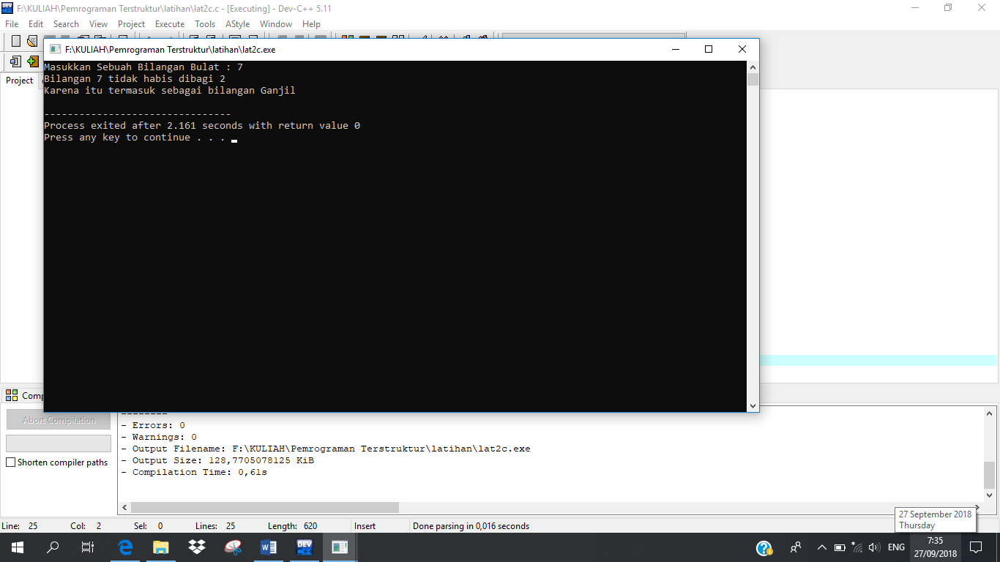 F:\KULIAH\Pemrograman Terstruktur\latihan\lat2c.c - [Executing] - Dev-C++ 5.11
File Edit Search View Project Execute Tools AStyle Window Help
F:\KULIAH\Pemrograman Terstruktur\latihan\lat2c.exe
Project
Masukkan Sebuah Bilangan Bulat : 7
Bilangan 7 tidak habis dibagi 2
Karena itu termasuk sebagai bilangan Ganjil
--------------------------------
Process exited after 2.161 seconds with return value 0
Press any key to continue . . .
Abort Compilation
Shorten compiler paths
--------
- Errors: 0
- Warnings: 0
- Output Filename: F:\KULIAH\Pemrograman Terstruktur\latihan\lat2c.exe
- Output Size: 128,7705078125 KiB
- Compilation Time: 0,61s
27 September 2018
Thursday
Line: 25 Col: 2 Sel: 0 Lines: 25 Length: 620 Insert Done parsing in 0,016 seconds
DEV
ENG
7:35
27/09/2018